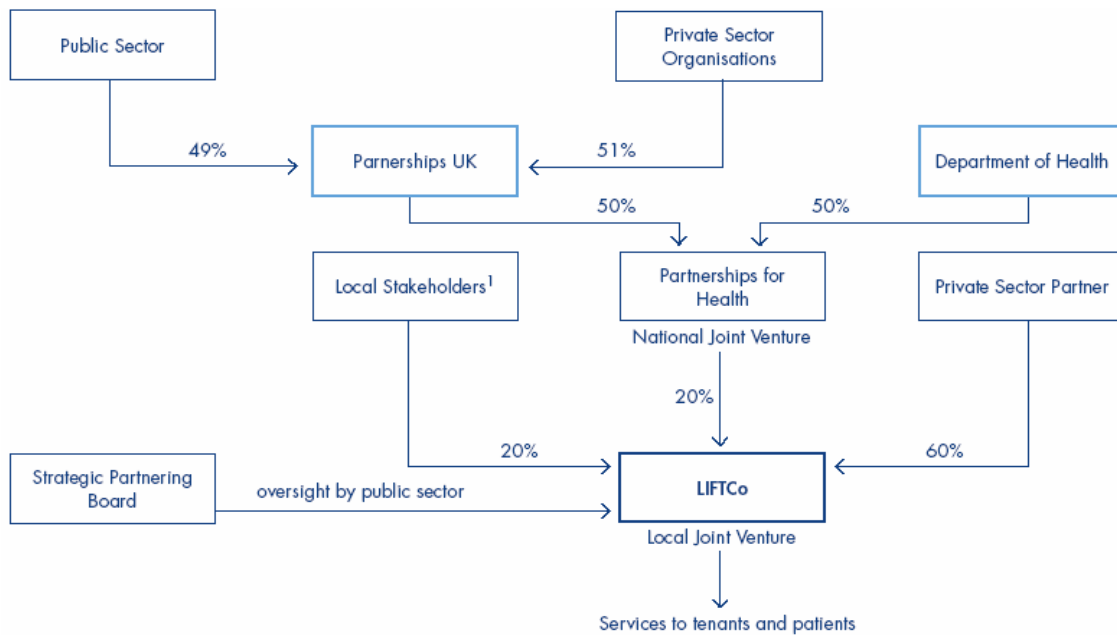 Public Sector
Private Sector
Organisations
49%
Parnerships UK
51%
Department of Health
50%
50%
Local Stakeholders¹
Partnerships for
Health
Private Sector Partner
National Joint Venture
20%
20%
60%
Strategic Partnering
Board
oversight by public sector
LIFTCo
Local Joint Venture
Services to tenants and patients